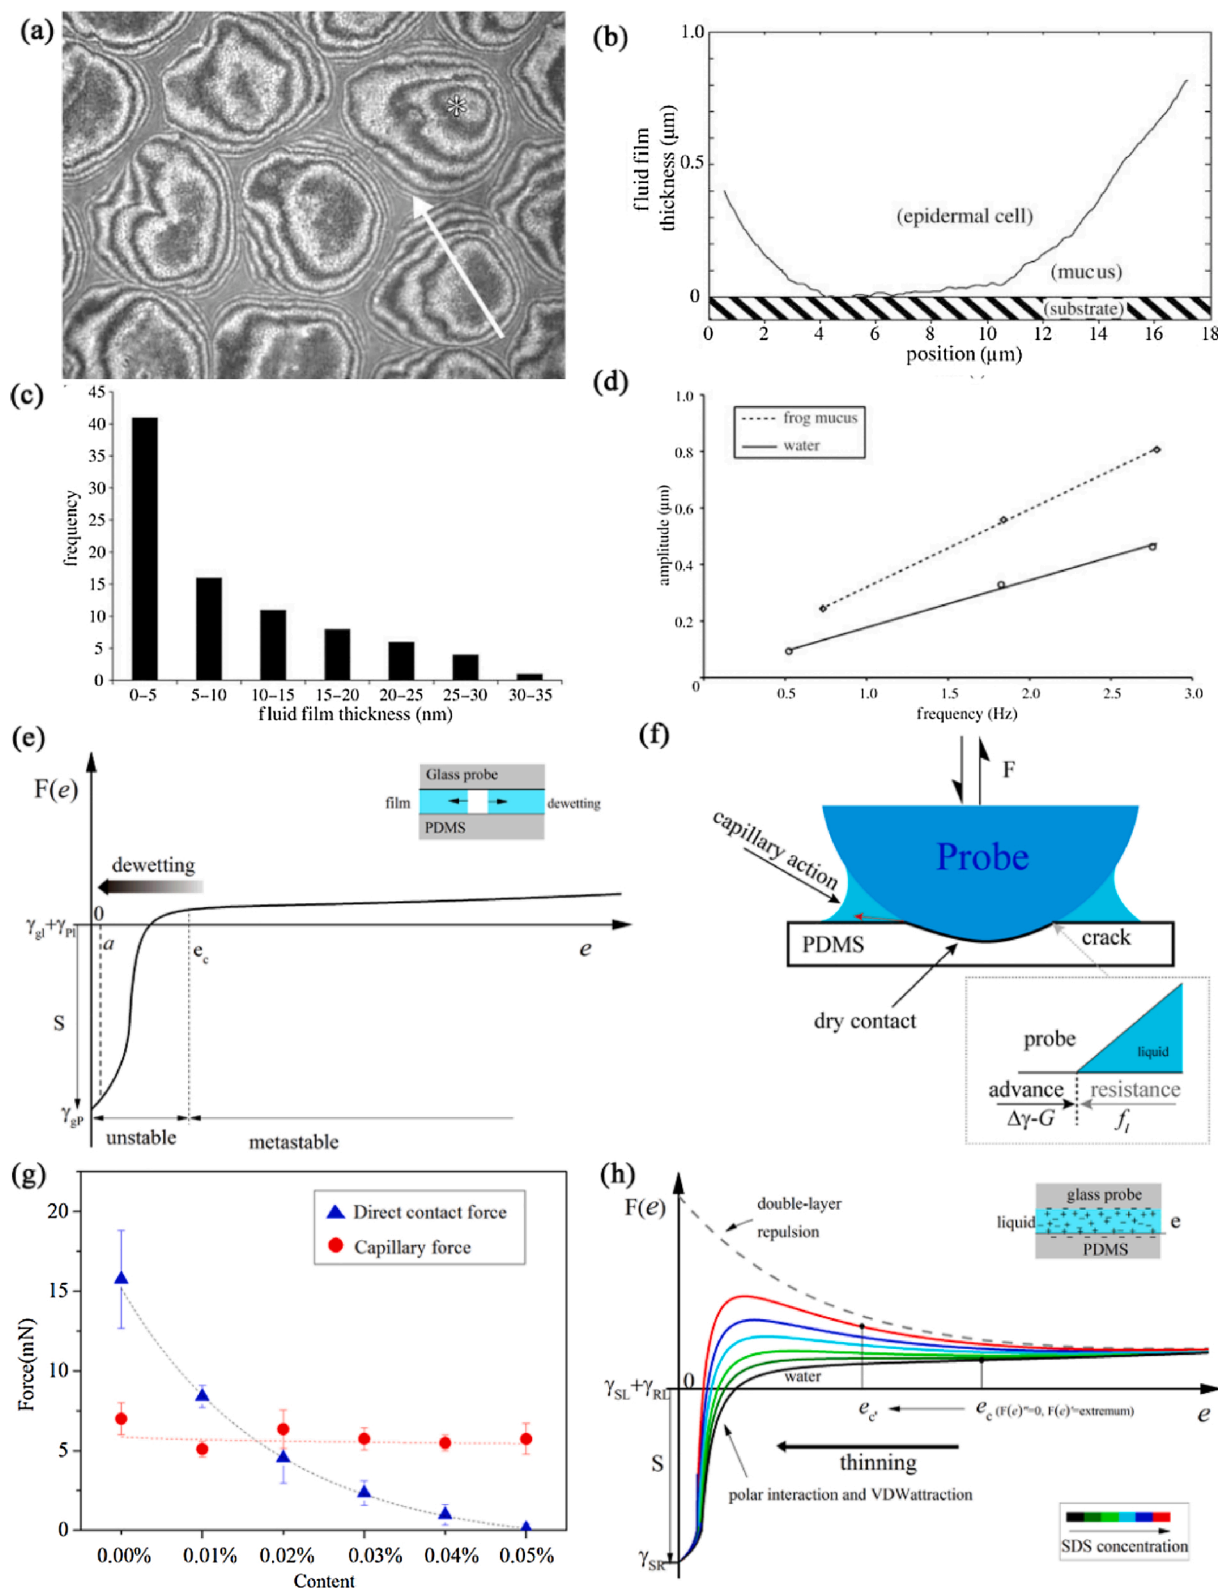 (a)
*
(b)
1.0
0.5
0
fluid film
thickness (µm)
(epidermal cell)
(mucus)
(substrate)
0 2 4 6 8 10 12 14 16 18
position (µm)
(c)
45
40
35
30
25
20
15
10
5
0
frequency
0–5 5–10 10–15 15–20 20–25 25–30 30–35
fluid film thickness (nm)
(d)
1.0
0.8
0.6
0.4
0.2
0
amplitude (µm)
frog mucus
water
0.5 1.0 1.5 2.0 2.5 3.0
frequency (Hz)
(e)
F(e)
Glass probe
film
dewetting
PDMS
dewetting
0
γgl+γPl
a
ec
e
S
γgP
unstable
metastable
(f)
F
capillary action
Probe
PDMS
crack
dry contact
probe
liquid
advance
resistance
Δγ-G
fl
(g)
20
15
10
5
0
Force(mN)
Direct contact force
Capillary force
0.00% 0.01% 0.02% 0.03% 0.04% 0.05%
Content
(h)
F(e)
double-layer
repulsion
glass probe
liquid
e
PDMS
water
γSL+γRL
0
ec'
ec (F(e)''=0, F(e)'=extremum)
e
S
thinning
polar interaction and VDWattraction
γSR
SDS concentration